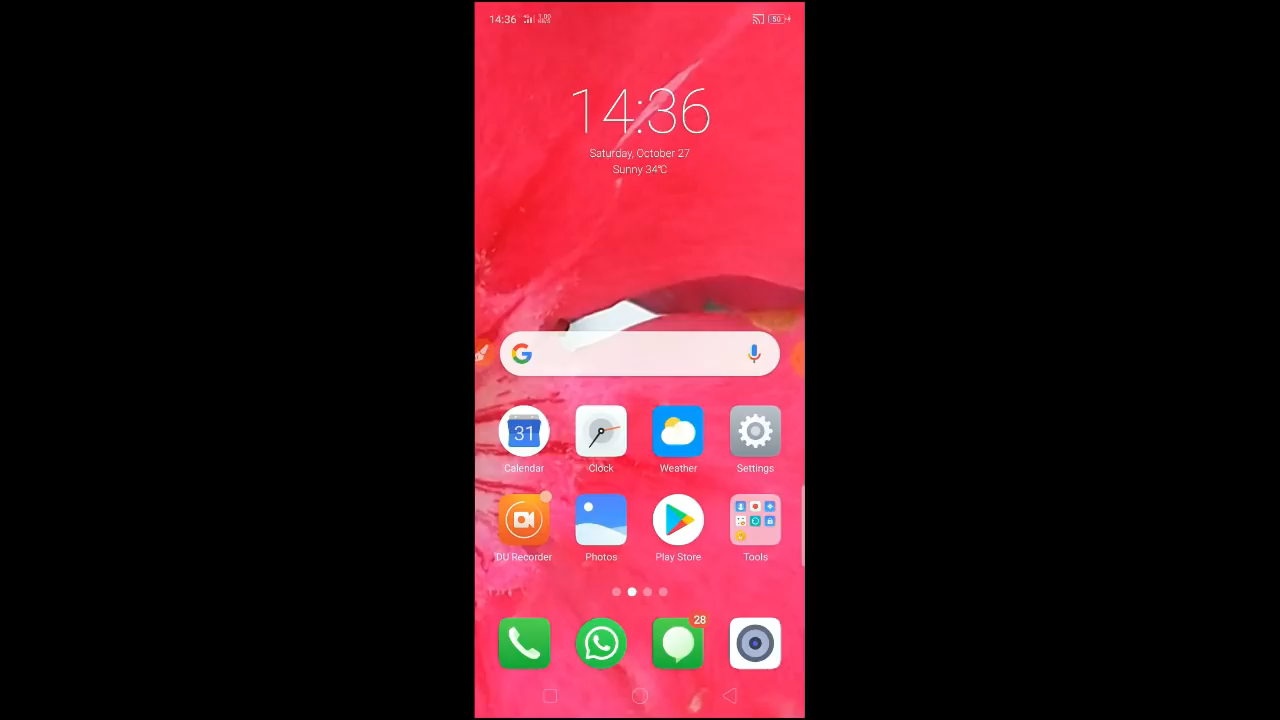 14:36
50
14:36
Saturday, October 27
Sunny 34℃
31
Calendar
Clock
Weather
Settings
DU Recorder
Photos
Play Store
Tools
28